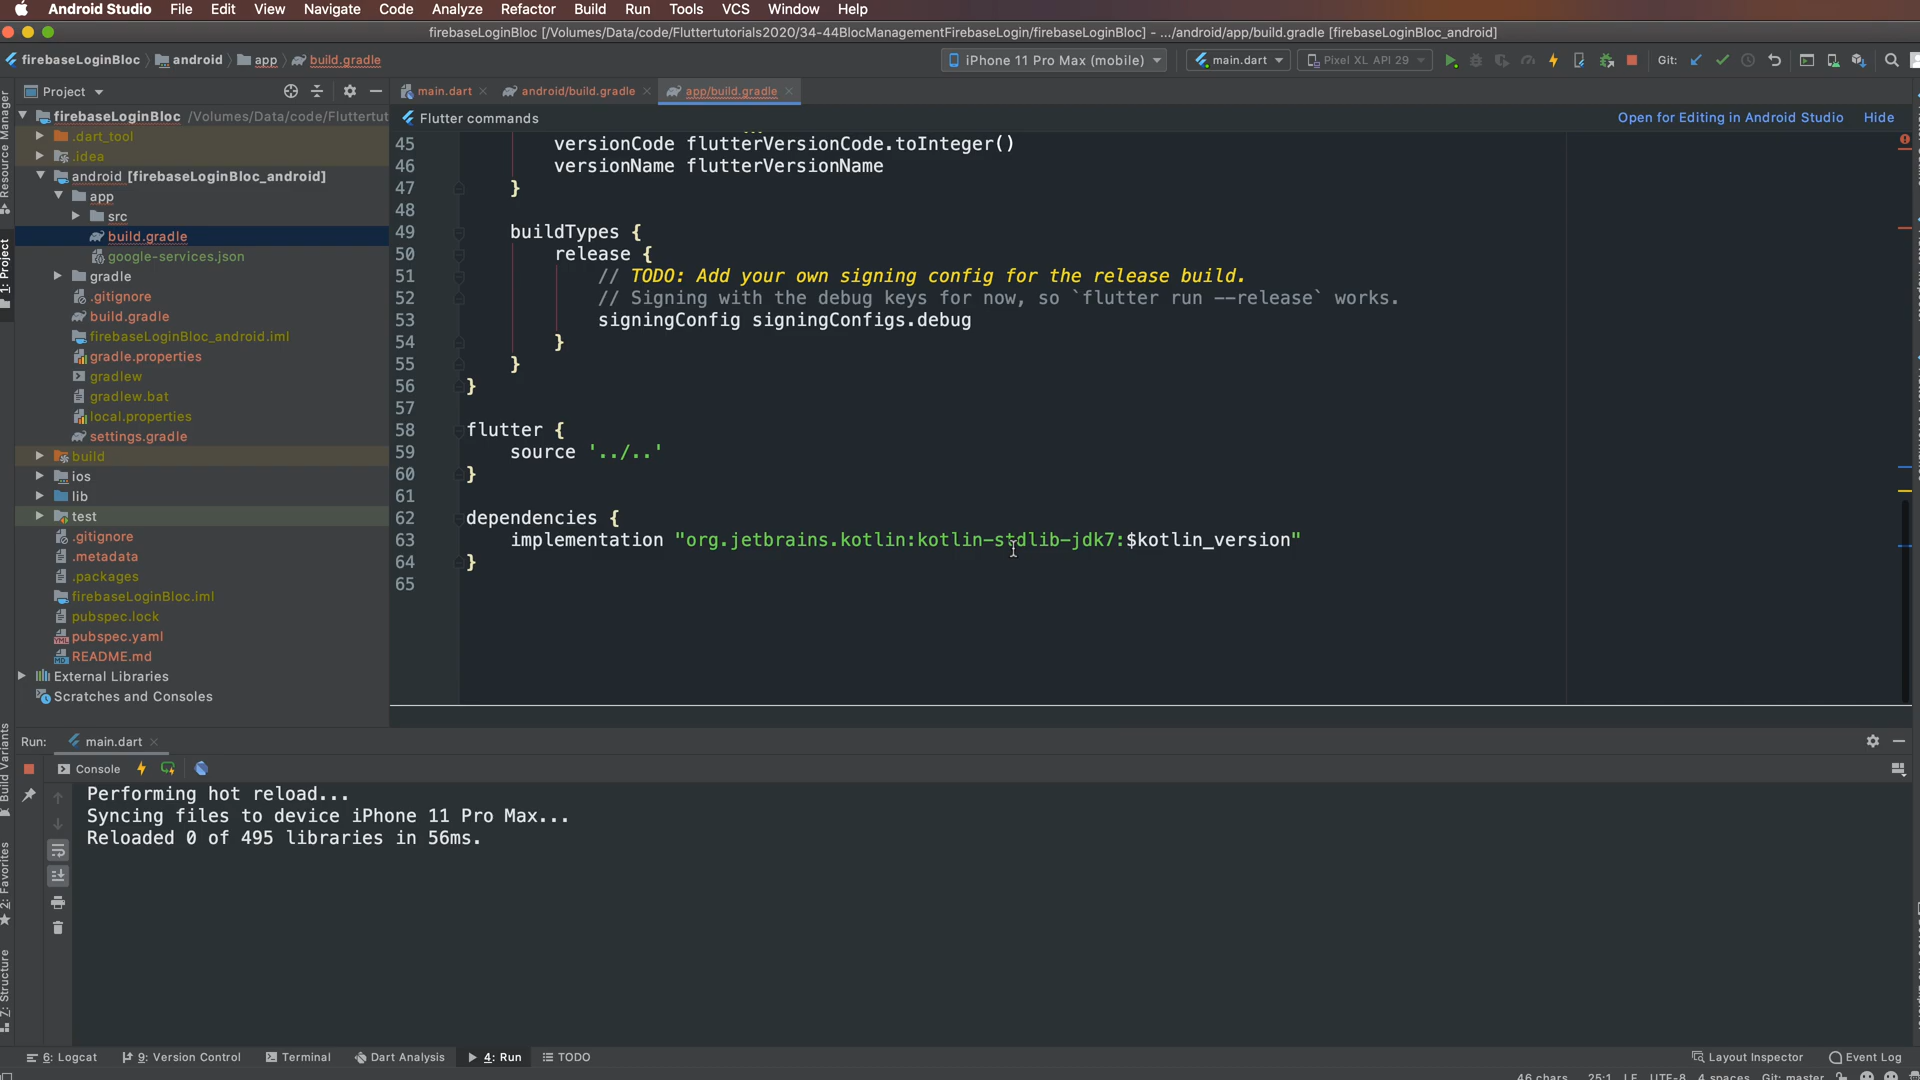 Android Studio File Edit View Navigate Code Analyze Refactor Build Run Tools VCS Window Help
firebaseLoginBloc [/Volumes/Data/code/Fluttertutorials2020/34-44BlocManagementFirebaseLogin/firebaseLoginBloc] - .../android/app/build.gradle [firebaseLoginBloc_android]
firebaseLoginBloc android app build.gradle iPhone 11 Pro Max (mobile) main.dart Pixel XL API 29 Git:
Project main.dart android/build.gradle app/build.gradle
Flutter commands Open for Editing in Android Studio Hide
firebaseLoginBloc /Volumes/Data/code/Fluttertut
.dart_tool
.idea
android [firebaseLoginBloc_android]
app
src
build.gradle
google-services.json
gradle
.gitignore
build.gradle
firebaseLoginBloc_android.iml
gradle.properties
gradlew
gradlew.bat
local.properties
settings.gradle
build
ios
lib
test
.gitignore
.metadata
.packages
firebaseLoginBloc.iml
pubspec.lock
pubspec.yaml
README.md
External Libraries
Scratches and Consoles
45 versionCode flutterVersionCode.toInteger()
46 versionName flutterVersionName
47 }
48
49 buildTypes {
50 release {
51 // TODO: Add your own signing config for the release build.
52 // Signing with the debug keys for now, so `flutter run --release` works.
53 signingConfig signingConfigs.debug
54 }
55 }
56 }
57
58 flutter {
59 source '../..'
60 }
61
62 dependencies {
63 implementation "org.jetbrains.kotlin:kotlin-stdlib-jdk7:$kotlin_version"
64 }
65
Resource Manager
1: Project
Build Variants
2: Favorites
7: Structure
Run: main.dart
Console
Performing hot reload...
Syncing files to device iPhone 11 Pro Max...
Reloaded 0 of 495 libraries in 56ms.
6: Logcat 9: Version Control Terminal Dart Analysis 4: Run TODO Layout Inspector Event Log
46 chars 25:1 LF UTF-8 4 spaces Git: master